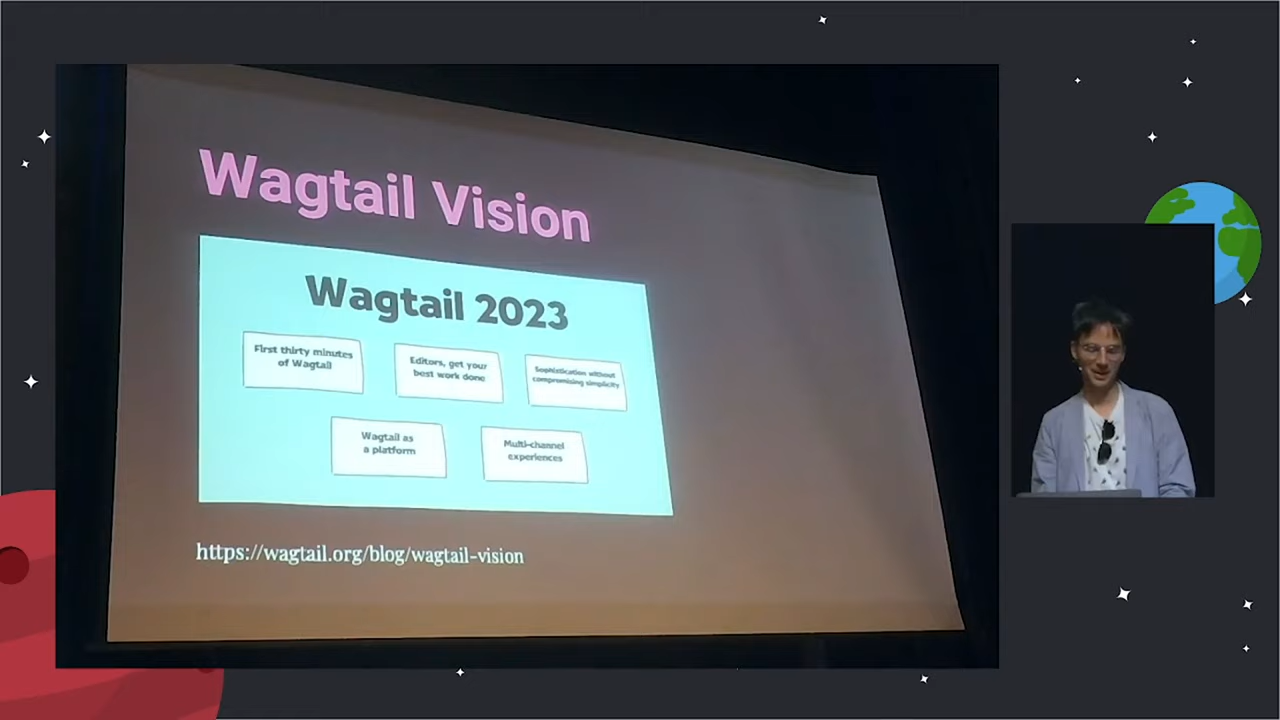 Wagtail Vision
Wagtail 2023
First thirty minutes
of Wagtail
Editors, get your
best work done
Sophistication without
compromising simplicity
Wagtail as
a platform
Multi-channel
experiences
https://wagtail.org/blog/wagtail-vision